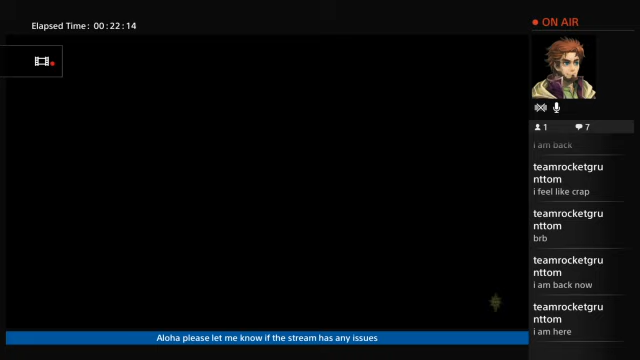 Elapsed Time: 00:22:14
ON AIR
1
7
i am back
teamrocketgru
nttom
i feel like crap
teamrocketgru
nttom
brb
teamrocketgru
nttom
i am back now
teamrocketgru
nttom
i am here
Aloha please let me know if the stream has any issues